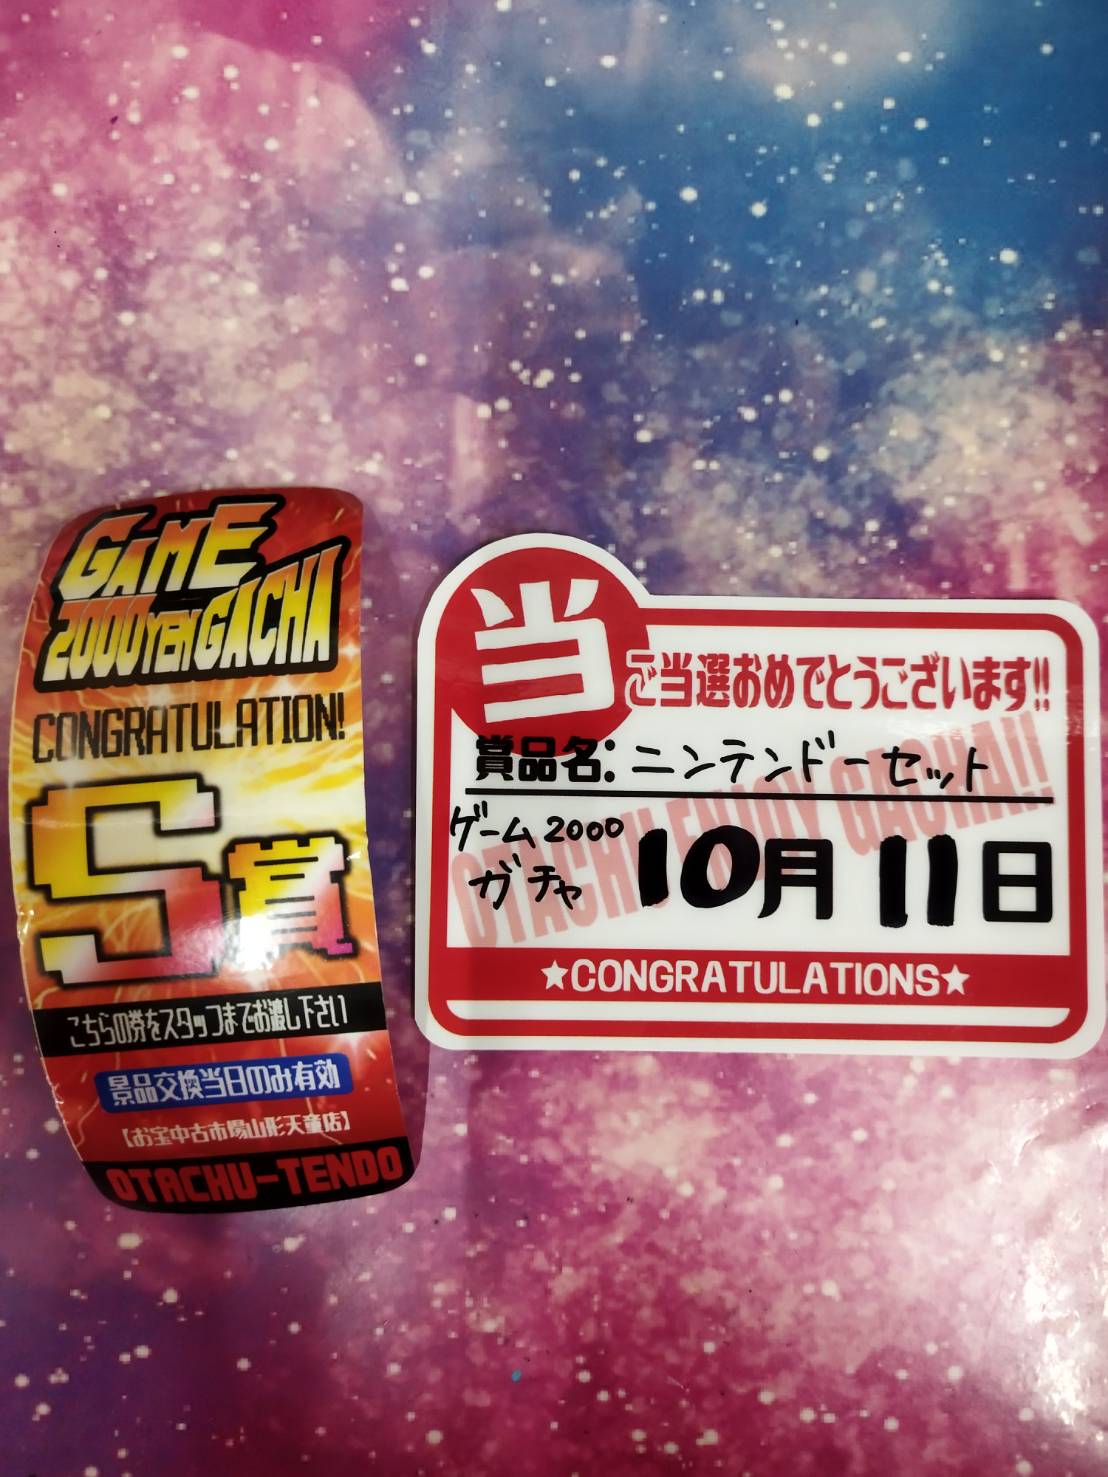 GAME
2000YENGACHA
CONGRATULATION!
S賞
こちらの券をスタッフまでお渡し下さい
景品交換当日のみ有効
【お宝中古市場山形天童店】
OTACHU-TENDO
当
ご当選おめでとうございます!!
賞品名:ニンテンドーセット
ゲーム2000
ガチャ
10月11日
OTACHU ENJOY GACHA!!
★CONGRATULATIONS★